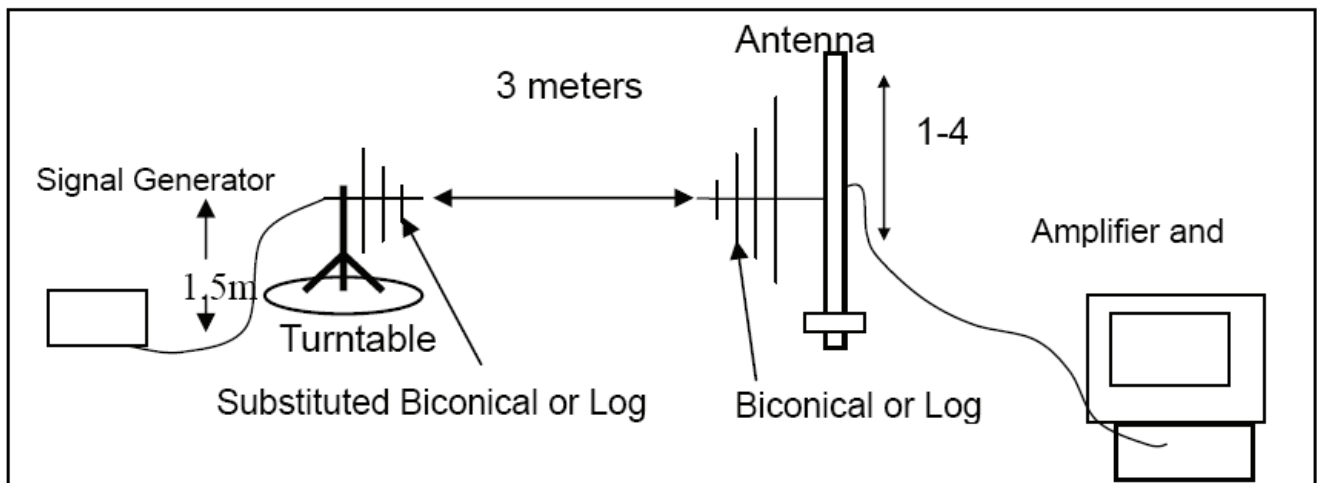 Antenna
3 meters
1-4
Signal Generator
Amplifier and
1.5m
Turntable
Substituted Biconical or Log
Biconical or Log